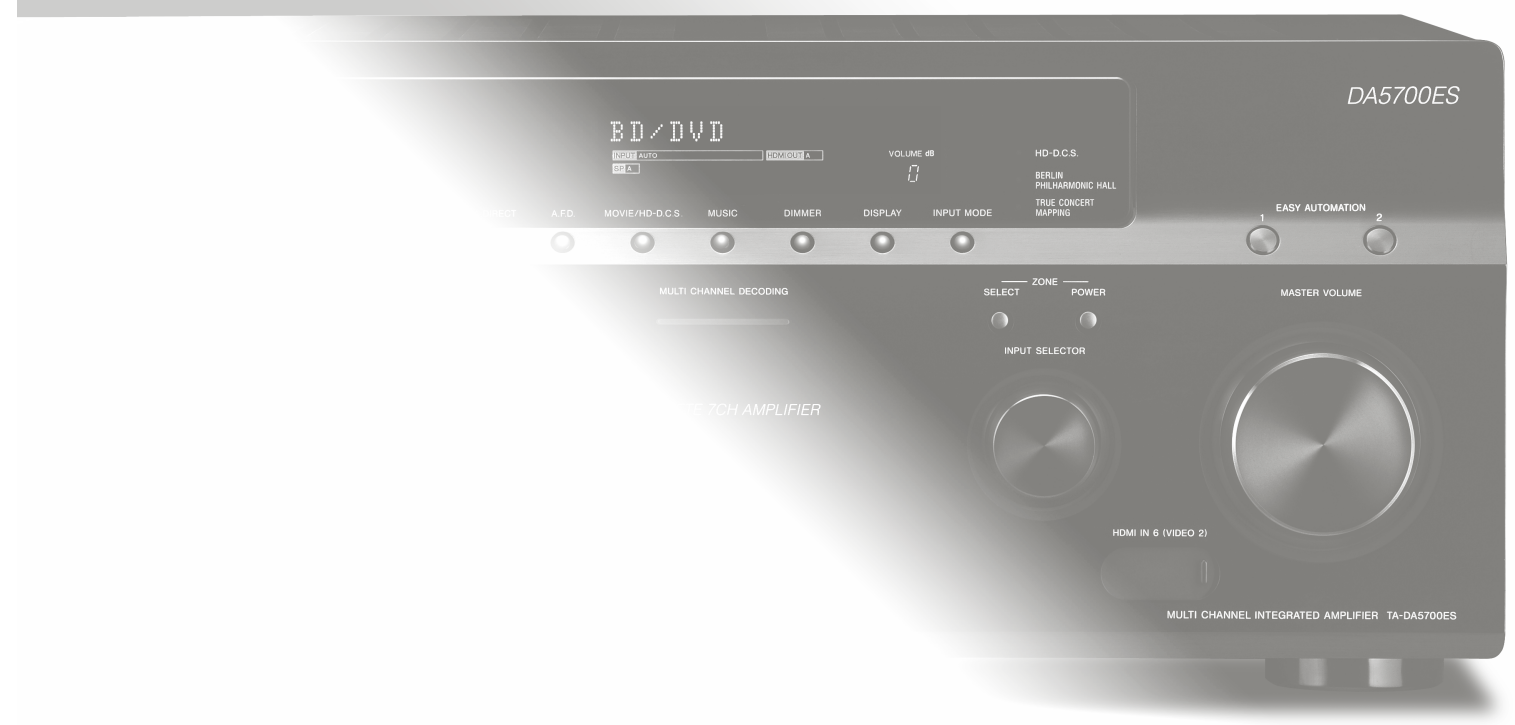 DA5700ES
BD/DVD
INPUT AUTO HDMI OUT A
SP A
VOLUME dB
0
HD-D.C.S.
BERLIN
PHILHARMONIC HALL
TRUE CONCERT
MAPPING
A.F.D. MOVIE/HD-D.C.S. MUSIC DIMMER DISPLAY INPUT MODE
EASY AUTOMATION
1 2
MULTI CHANNEL DECODING
ZONE
SELECT POWER
MASTER VOLUME
INPUT SELECTOR
7CH AMPLIFIER
HDMI IN 6 (VIDEO 2)
MULTI CHANNEL INTEGRATED AMPLIFIER TA-DA5700ES